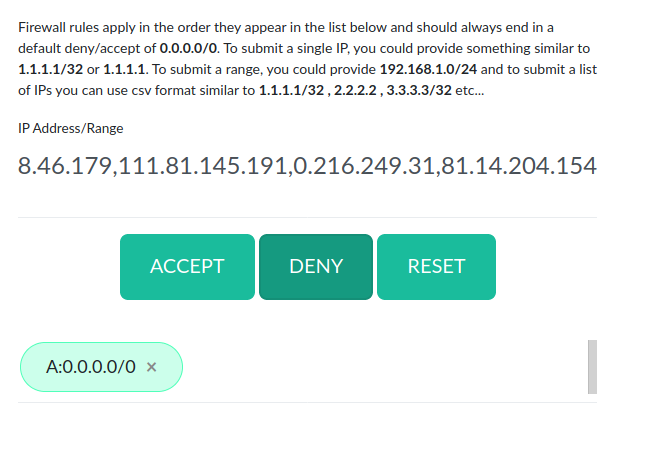 Firewall rules apply in the order they appear in the list below and should always end in a
default deny/accept of 0.0.0.0/0. To submit a single IP, you could provide something similar to
1.1.1.1/32 or 1.1.1.1. To submit a range, you could provide 192.168.1.0/24 and to submit a list
of IPs you can use csv format similar to 1.1.1.1/32 , 2.2.2.2 , 3.3.3.3/32 etc...
IP Address/Range
8.46.179,111.81.145.191,0.216.249.31,81.14.204.154
ACCEPT DENY RESET
A:0.0.0.0/0 ×